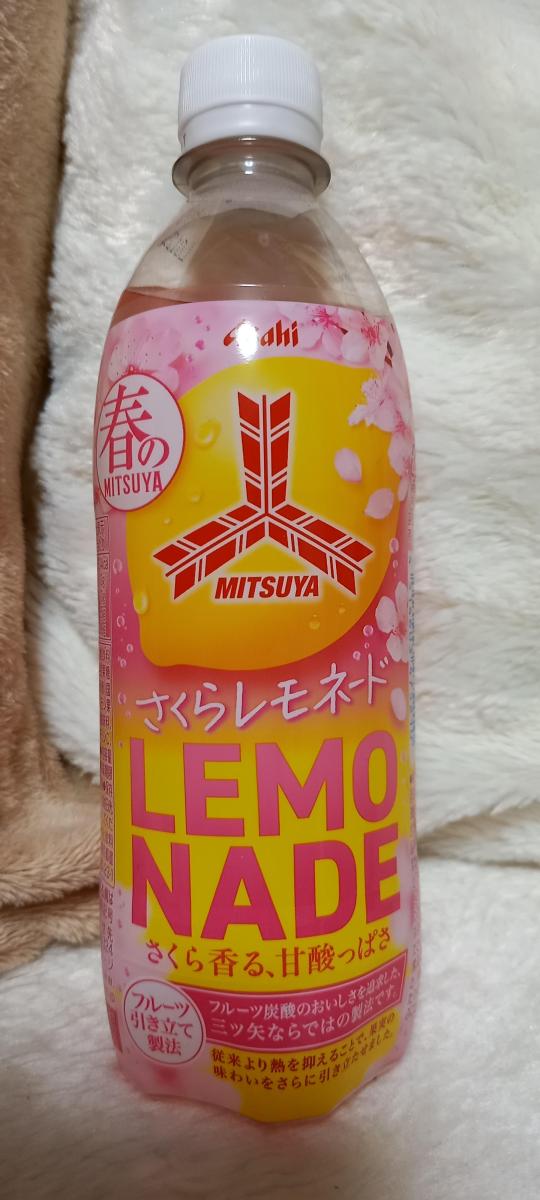 Asahi
春の
MITSUYA
MITSUYA
さくらレモネード
LEMO
NADE
さくら香る、甘酸っぱさ
フルーツ
引き立て
製法
フルーツ炭酸のおいしさを追求した、
三ツ矢ならではの製法です。
従来より熱を抑えることで、果実の
味わいをさらに引き立たせました。